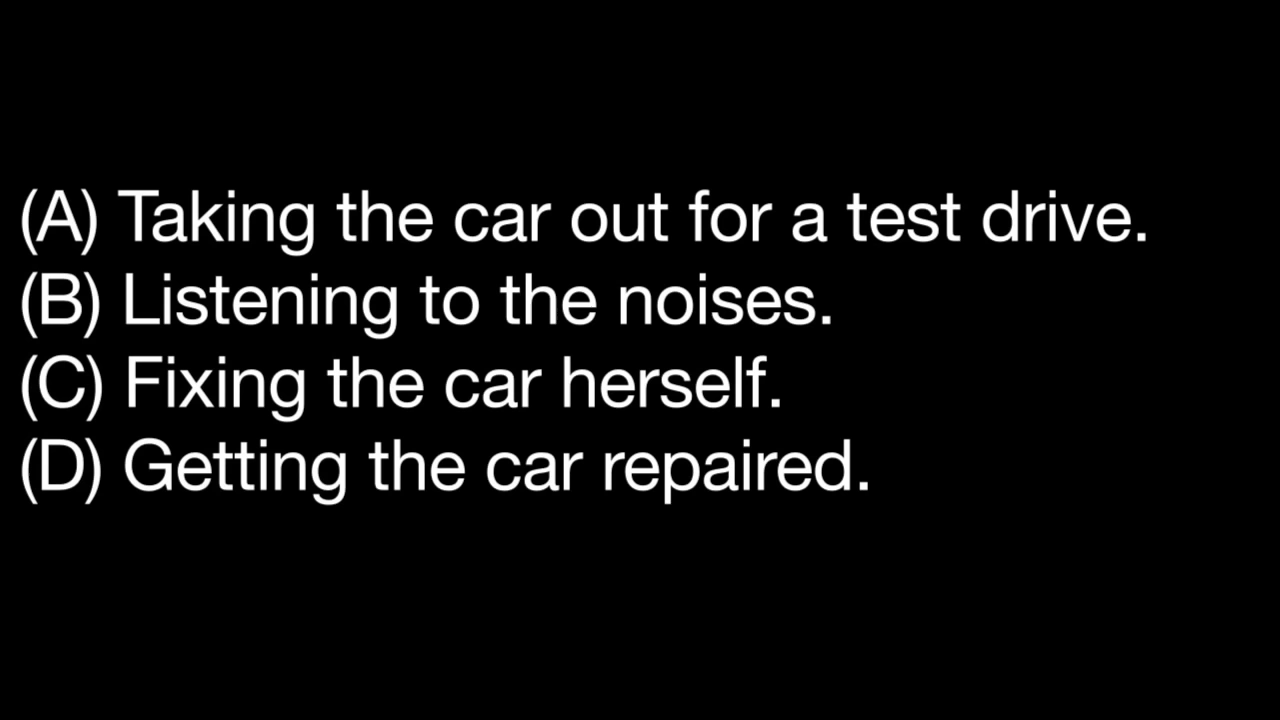 (A) Taking the car out for a test drive.
(B) Listening to the noises.
(C) Fixing the car herself.
(D) Getting the car repaired.